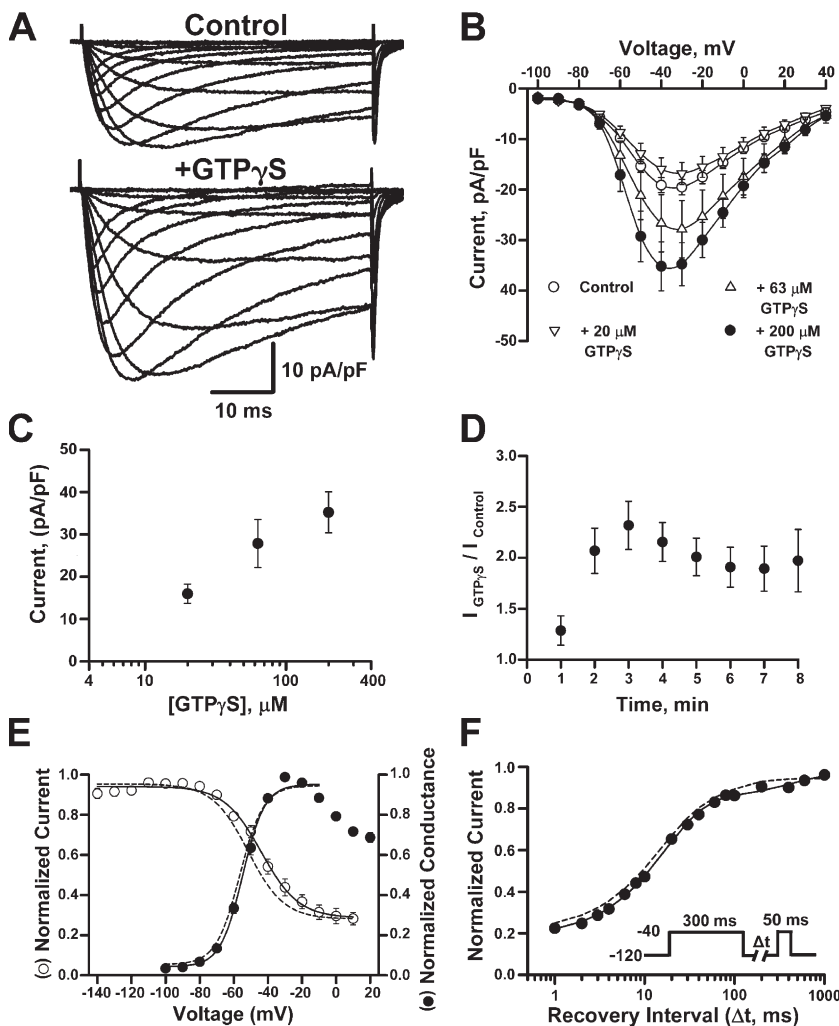 A
Control
+GTPγS
10 pA/pF
10 ms
B
Voltage, mV
-100 -80 -60 -40 -20 0 20 40
0
-10
-20
-30
-40
-50
Current, pA/pF
Control
+ 20 μM
GTPγS
+ 63 μM
GTPγS
+ 200 μM
GTPγS
C
Current, (pA/pF)
50
40
30
20
10
0
4 10 100 400
[GTPγS], μM
D
I GTPγS / I Control
3.0
2.5
2.0
1.5
1.0
0 1 2 3 4 5 6 7 8
Time, min
E
(○) Normalized Current
1.0
0.8
0.6
0.4
0.2
0.0
1.0
0.8
0.6
0.4
0.2
0.0
(●) Normalized Conductance
-140 -120 -100 -80 -60 -40 -20 0 20
Voltage (mV)
F
Normalized Current
1.0
0.8
0.6
0.4
0.2
0.0
-40
300 ms
50 ms
-120
Δt
1 10 100 1000
Recovery Interval (Δt, ms)